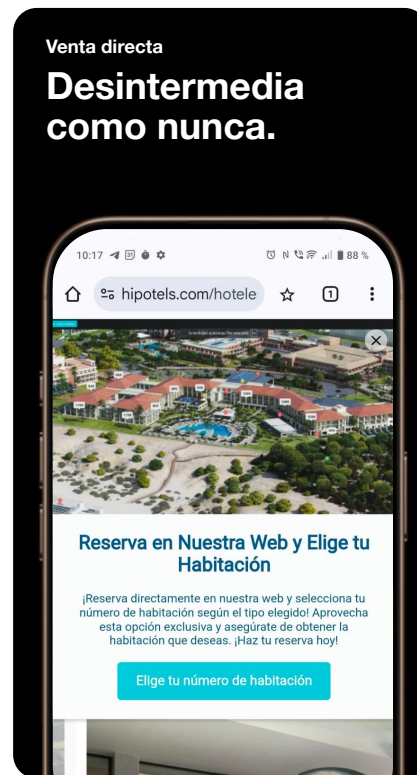 Venta directa
Desintermedia
como nunca.
10:17
31
88 %
hipotels.com/hotele
1
Reserva en Nuestra Web y Elige tu
Habitación
¡Reserva directamente en nuestra web y selecciona tu
número de habitación según el tipo elegido! Aprovecha
esta opción exclusiva y asegúrate de obtener la
habitación que deseas. ¡Haz tu reserva hoy!
Elige tu número de habitación